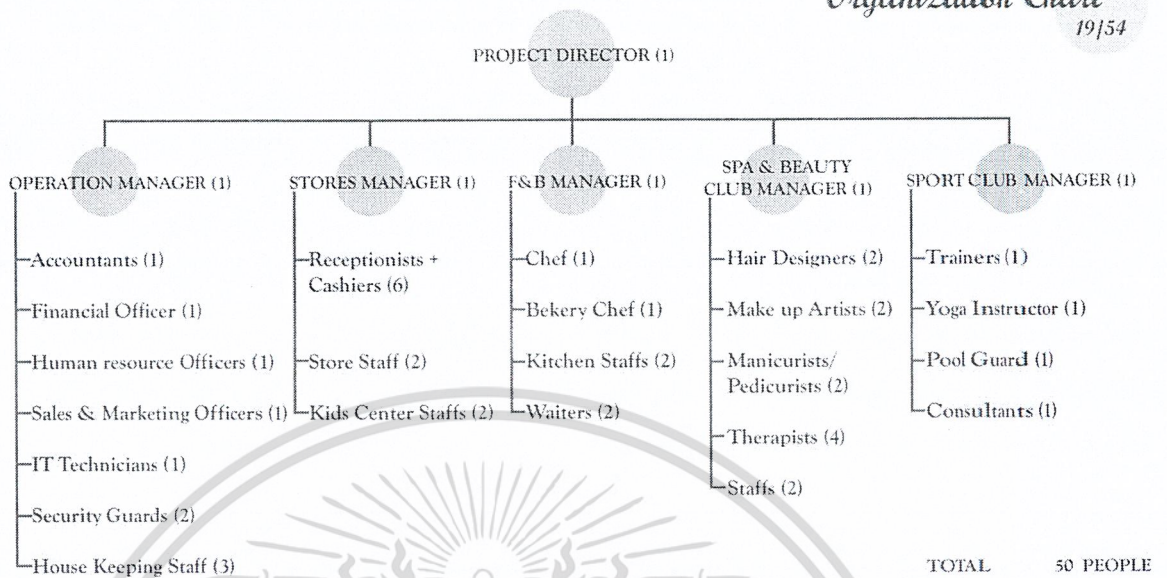 Organization Chart
19/54
PROJECT DIRECTOR (1)
OPERATION MANAGER (1)
Accountants (1)
Financial Officer (1)
Human resource Officers (1)
Sales & Marketing Officers (1)
IT Technicians (1)
Security Guards (2)
House Keeping Staff (3)
STORES MANAGER (1)
Receptionists +
Cashiers (6)
Store Staff (2)
Kids Center Staffs (2)
F&B MANAGER (1)
Chef (1)
Bekery Chef (1)
Kitchen Staffs (2)
Waiters (2)
SPA & BEAUTY
CLUB MANAGER (1)
Hair Designers (2)
Make up Artists (2)
Manicurists/
Pedicurists (2)
Therapists (4)
Staffs (2)
SPORT CLUB MANAGER (1)
Trainers (1)
Yoga Instructor (1)
Pool Guard (1)
Consultants (1)
TOTAL 50 PEOPLE